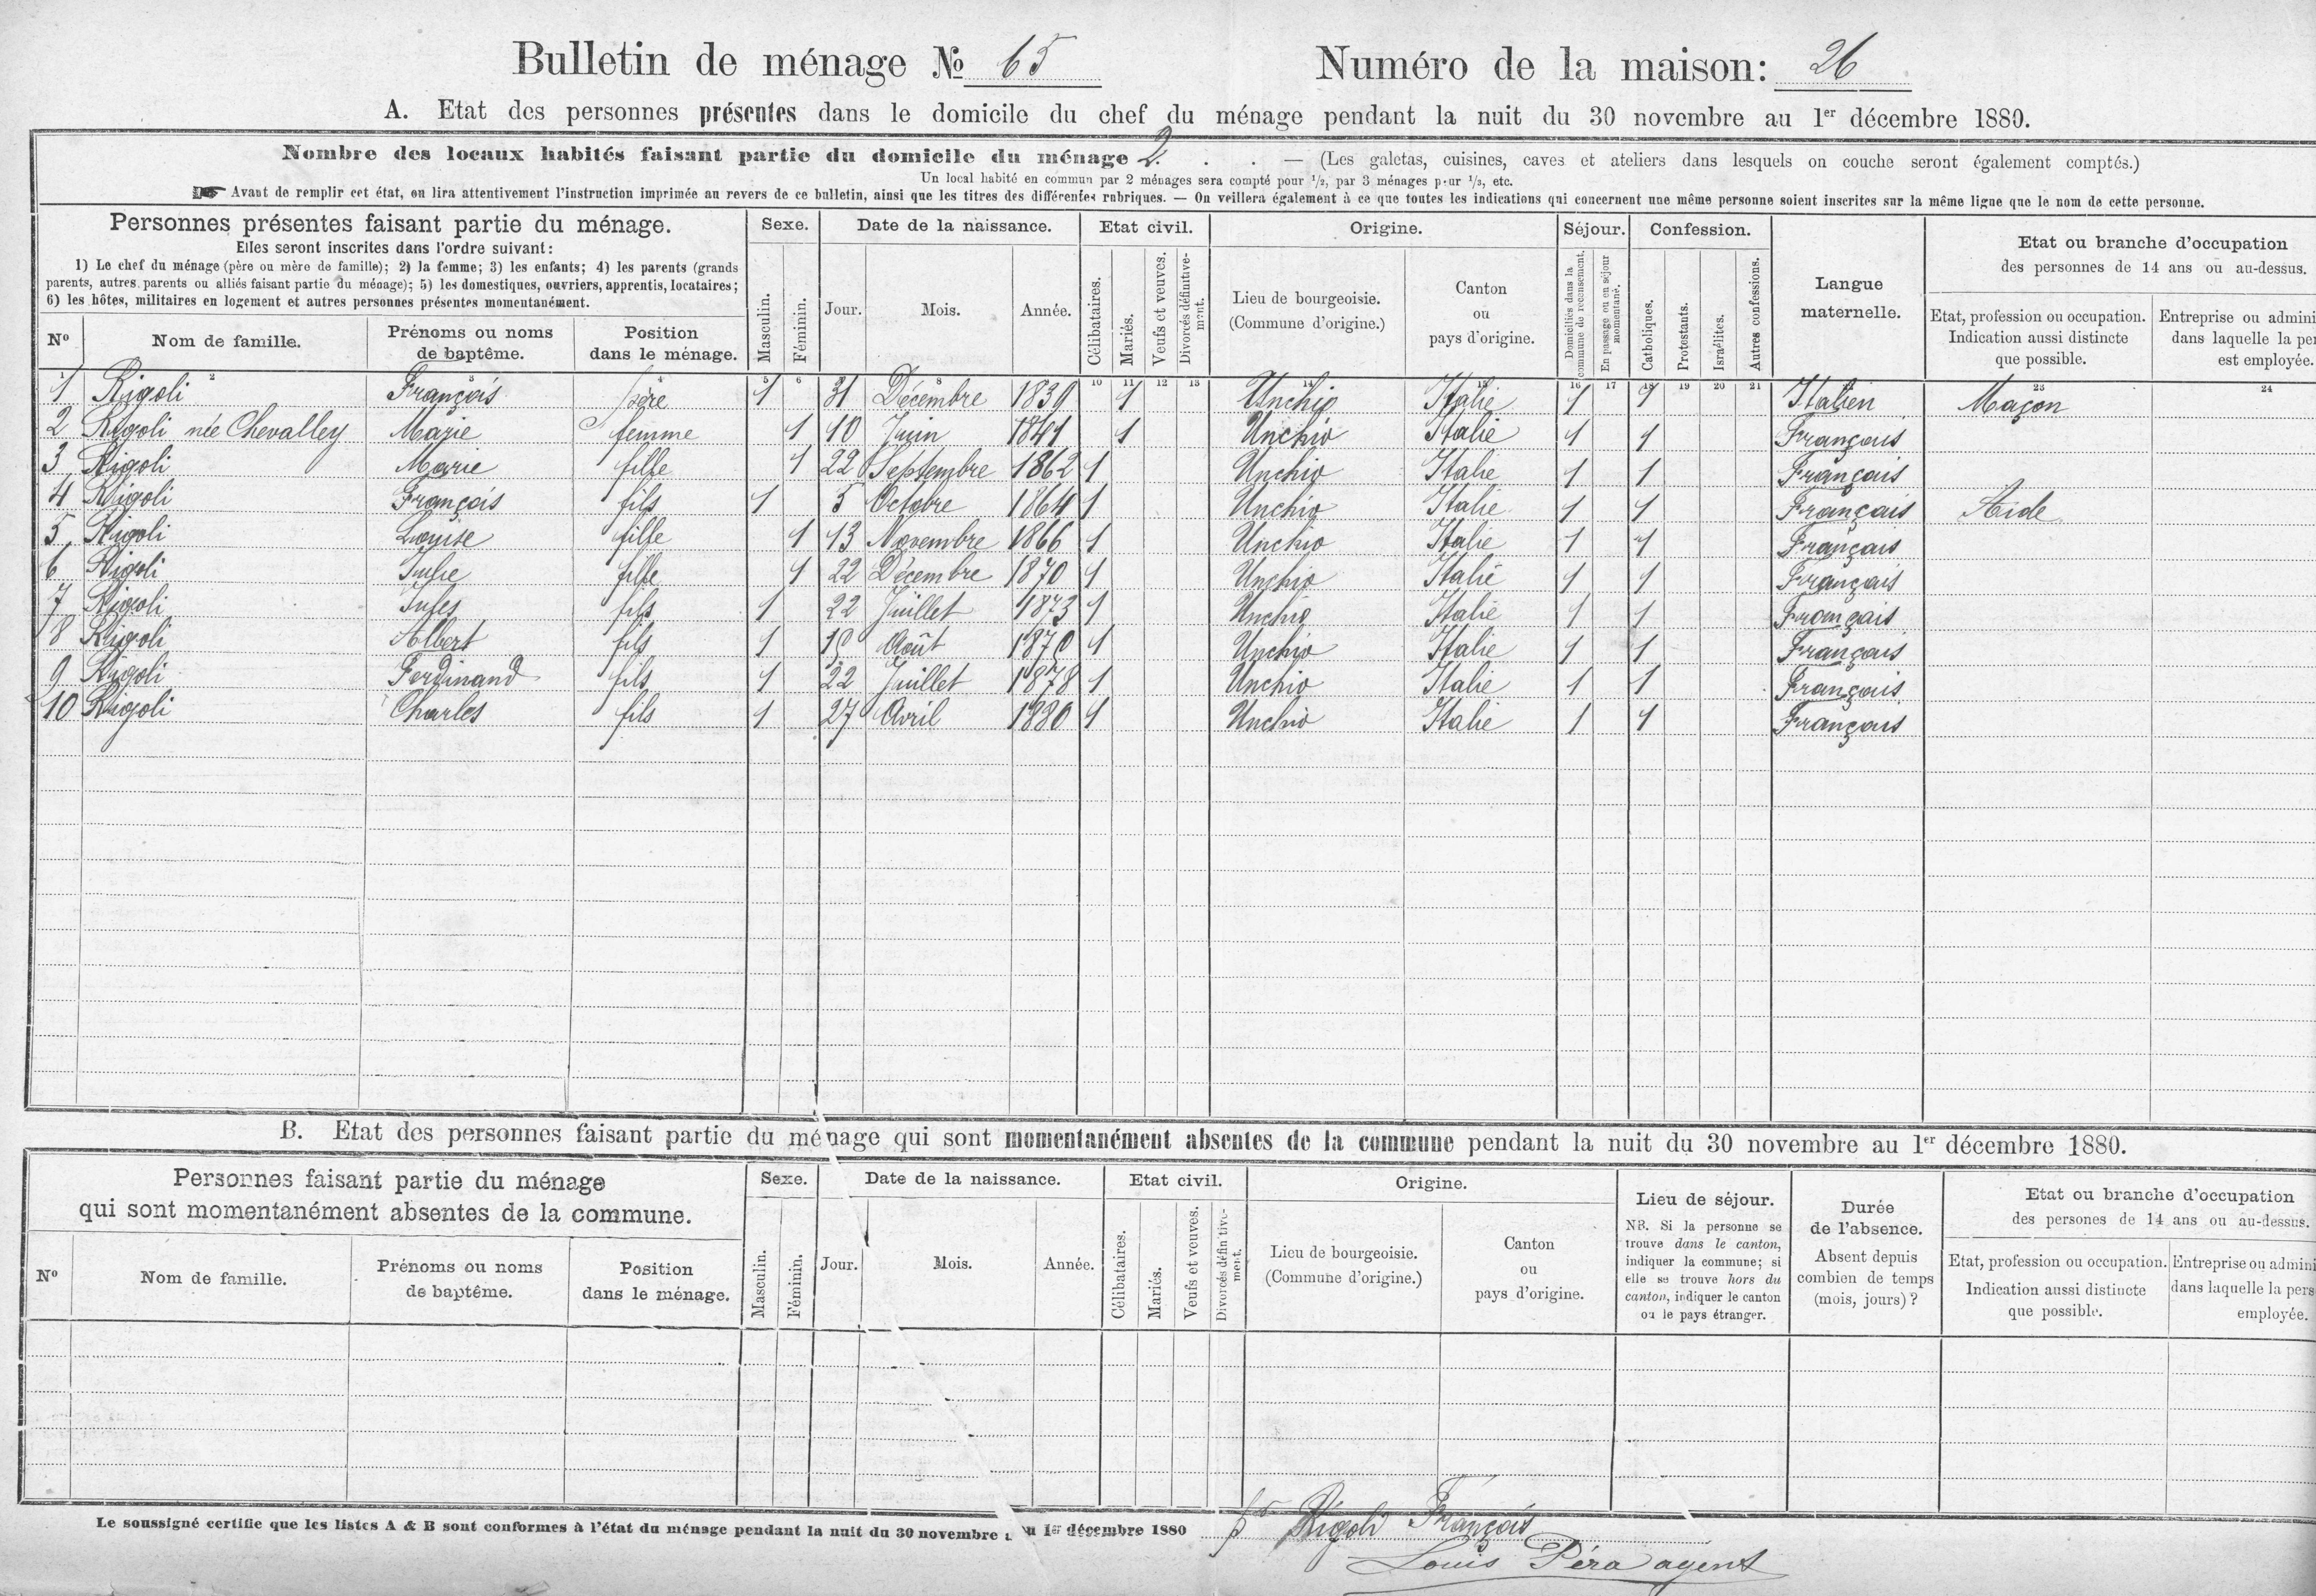 Bulletin de ménage № 65 Numéro de la maison: 26
A. Etat des personnes présentes dans le domicile du chef du ménage pendant la nuit du 30 novembre au 1er décembre 1880.
Nombre des locaux habités faisant partie du domicile du ménage 2. . . — (Les galetas, cuisines, caves et ateliers dans lesquels on couche seront également comptés.)
Un local habité en commun par 2 ménages sera compté pour 1/2, par 3 ménages pour 1/3, etc.
Avant de remplir cet état, on lira attentivement l'instruction imprimée au revers de ce bulletin, ainsi que les titres des différentes rubriques. — On veillera également à ce que toutes les indications qui concernent une même personne soient inscrites sur la même ligne que le nom de cette personne.
Personnes présentes faisant partie du ménage. Sexe. Date de la naissance. Etat civil. Origine. Séjour. Confession. Langue maternelle. Etat ou branche d'occupation
Elles seront inscrites dans l'ordre suivant: des personnes de 14 ans ou au-dessus.
1) Le chef du ménage (père ou mère de famille); 2) la femme; 3) les enfants; 4) les parents (grands
parents, autres parents ou alliés faisant partie du ménage); 5) les domestiques, ouvriers, apprentis, locataires;
6) les hôtes, militaires en logement et autres personnes présentes momentanément.
No Nom de famille. Prénoms ou noms de baptême. Position dans le ménage. Masculin. Féminin. Jour. Mois. Année. Célibataires. Mariés. Veufs et veuves. Divorcés définitivement. Lieu de bourgeoisie. (Commune d'origine.) Canton ou pays d'origine. Domiciliés dans la commune de recensement. En passage ou en séjour momentané. Catholiques. Protestants. Israélites. Autres confessions. Etat, profession ou occupation. Indication aussi distincte que possible. Entreprise ou admini dans laquelle la per est employée.
1 2 3 4 5 6 8 10 11 12 13 14 15 16 17 18 19 20 21 23 24
1 Rigoli François père 1 31 Décembre 1839 1 Unchio Italie 1 1 Italien Maçon
2 Rigoli née Chevalley Marie femme 1 10 Juin 1841 1 Unchio Italie 1 1 Français
3 Rigoli Marie fille 1 22 Septembre 1862 1 Unchio Italie 1 1 Français
4 Rigoli François fils 1 5 Octobre 1864 1 Unchio Italie 1 1 Français Aide
5 Rigoli Louise fille 1 13 Novembre 1866 1 Unchio Italie 1 1 Français
6 Rigoli Julie fille 1 22 Décembre 1870 1 Unchio Italie 1 1 Français
7 Rigoli Jules fils 1 22 Juillet 1873 1 Unchio Italie 1 1 Français
8 Rigoli Albert fils 1 Août 1 Unchio Italie 1 1 Français
9 Rigoli Ferdinand fils 1 22 Juillet 1878 1 Unchio Italie 1 1 Français
10 Rigoli Charles fils 1 27 Avril 1880 1 Unchio Italie 1 1 Français
B. Etat des personnes faisant partie du ménage qui sont momentanément absentes de la commune pendant la nuit du 30 novembre au 1er décembre 1880.
Personnes faisant partie du ménage qui sont momentanément absentes de la commune. Sexe. Date de la naissance. Etat civil. Origine. Lieu de séjour. NB. Si la personne se trouve dans le canton, indiquer la commune; si elle se trouve hors du canton, indiquer le canton ou le pays étranger. Durée de l'absence. Absent depuis combien de temps (mois, jours)? Etat ou branche d'occupation des persones de 14 ans ou au-dessus.
No Nom de famille. Prénoms ou noms de baptême. Position dans le ménage. Masculin. Féminin. Jour. Mois. Année. Célibataires. Mariés. Veufs et veuves. Divorcés définitivement. Lieu de bourgeoisie. (Commune d'origine.) Canton ou pays d'origine. Etat, profession ou occupation. Indication aussi distincte que possible. Entreprise ou admini dans laquelle la pers employée.
Le soussigné certifie que les listes A & B sont conformes à l'état du ménage pendant la nuit du 30 novembre au 1er décembre 1880 pr Rigoli François
Louis Péra agent